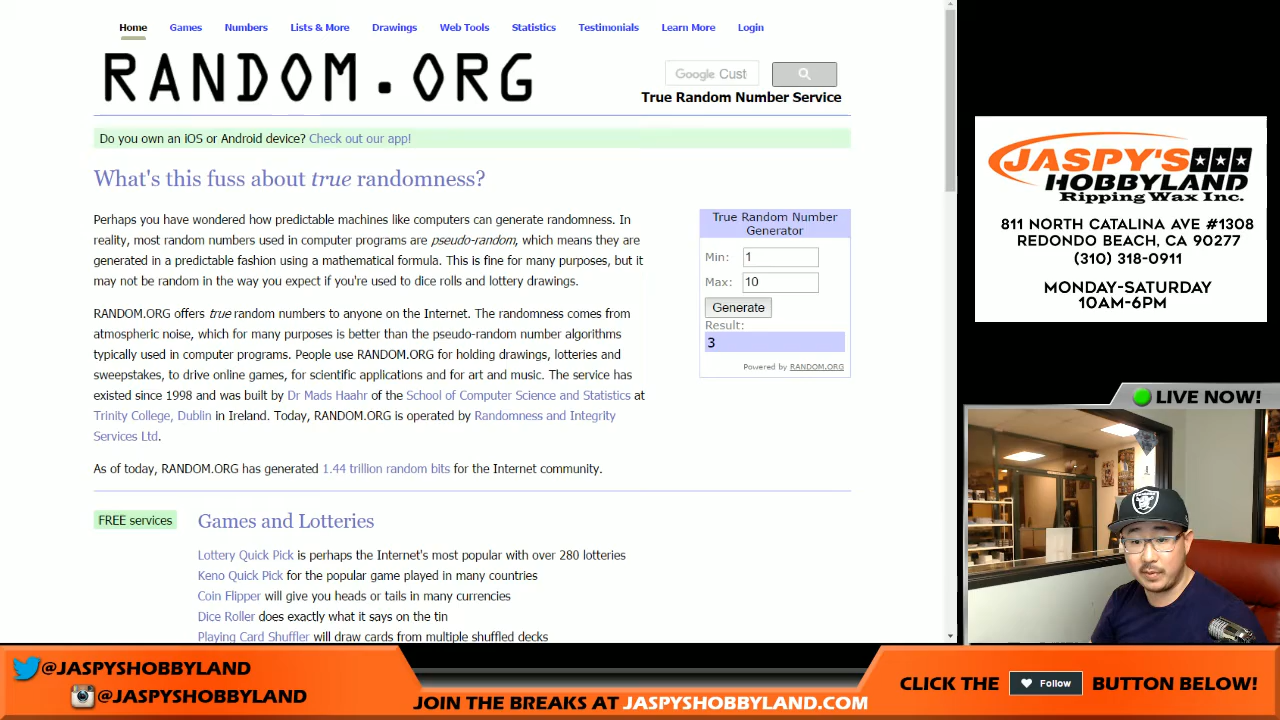 Home Games Numbers Lists & More Drawings Web Tools Statistics Testimonials Learn More Login
RANDOM.ORG
Google Cust
True Random Number Service
Do you own an iOS or Android device? Check out our app!
What's this fuss about true randomness?
Perhaps you have wondered how predictable machines like computers can generate randomness. In
reality, most random numbers used in computer programs are pseudo-random, which means they are
generated in a predictable fashion using a mathematical formula. This is fine for many purposes, but it
may not be random in the way you expect if you're used to dice rolls and lottery drawings.
RANDOM.ORG offers true random numbers to anyone on the Internet. The randomness comes from
atmospheric noise, which for many purposes is better than the pseudo-random number algorithms
typically used in computer programs. People use RANDOM.ORG for holding drawings, lotteries and
sweepstakes, to drive online games, for scientific applications and for art and music. The service has
existed since 1998 and was built by Dr Mads Haahr of the School of Computer Science and Statistics at
Trinity College, Dublin in Ireland. Today, RANDOM.ORG is operated by Randomness and Integrity
Services Ltd.
As of today, RANDOM.ORG has generated 1.44 trillion random bits for the Internet community.
True Random Number
Generator
Min: 1
Max: 10
Generate
Result:
3
Powered by RANDOM.ORG
FREE services
Games and Lotteries
Lottery Quick Pick is perhaps the Internet's most popular with over 280 lotteries
Keno Quick Pick for the popular game played in many countries
Coin Flipper will give you heads or tails in many currencies
Dice Roller does exactly what it says on the tin
Playing Card Shuffler will draw cards from multiple shuffled decks
JASPY'S
HOBBYLAND
Ripping Wax Inc.
811 NORTH CATALINA AVE #1308
REDONDO BEACH, CA 90277
(310) 318-0911
MONDAY-SATURDAY
10AM-6PM
LIVE NOW!
@JASPYSHOBBYLAND
@JASPYSHOBBYLAND
JOIN THE BREAKS AT JASPYSHOBBYLAND.COM
CLICK THE Follow BUTTON BELOW!